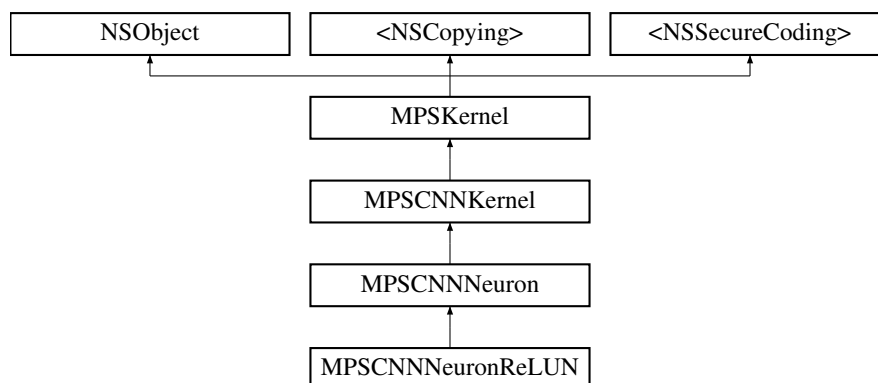 NSObject
<NSCopying>
<NSSecureCoding>
MPSKernel
MPSCNNKernel
MPSCNNNeuron
MPSCNNNeuronReLUN